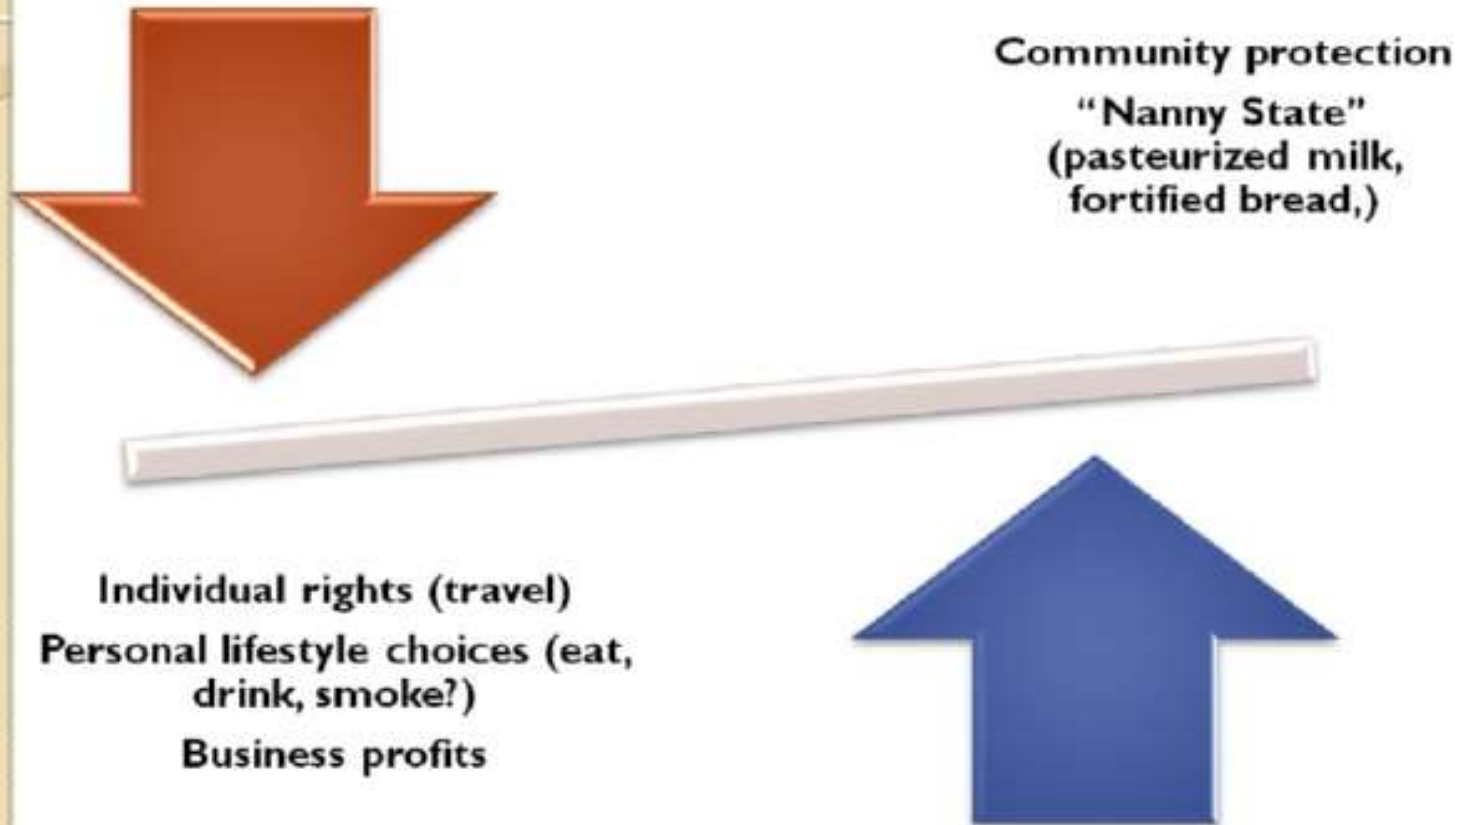 Community protection
“Nanny State”
(pasteurized milk,
fortified bread,)
Individual rights (travel)
Personal lifestyle choices (eat,
drink, smoke?)
Business profits